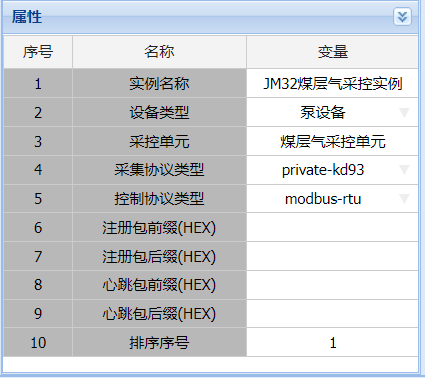 属性
序号 名称 变量
1 实例名称 JM32煤层气采控实例
2 设备类型 泵设备
3 采控单元 煤层气采控单元
4 采集协议类型 private-kd93
5 控制协议类型 modbus-rtu
6 注册包前缀(HEX)
7 注册包后缀(HEX)
8 心跳包前缀(HEX)
9 心跳包后缀(HEX)
10 排序序号 1